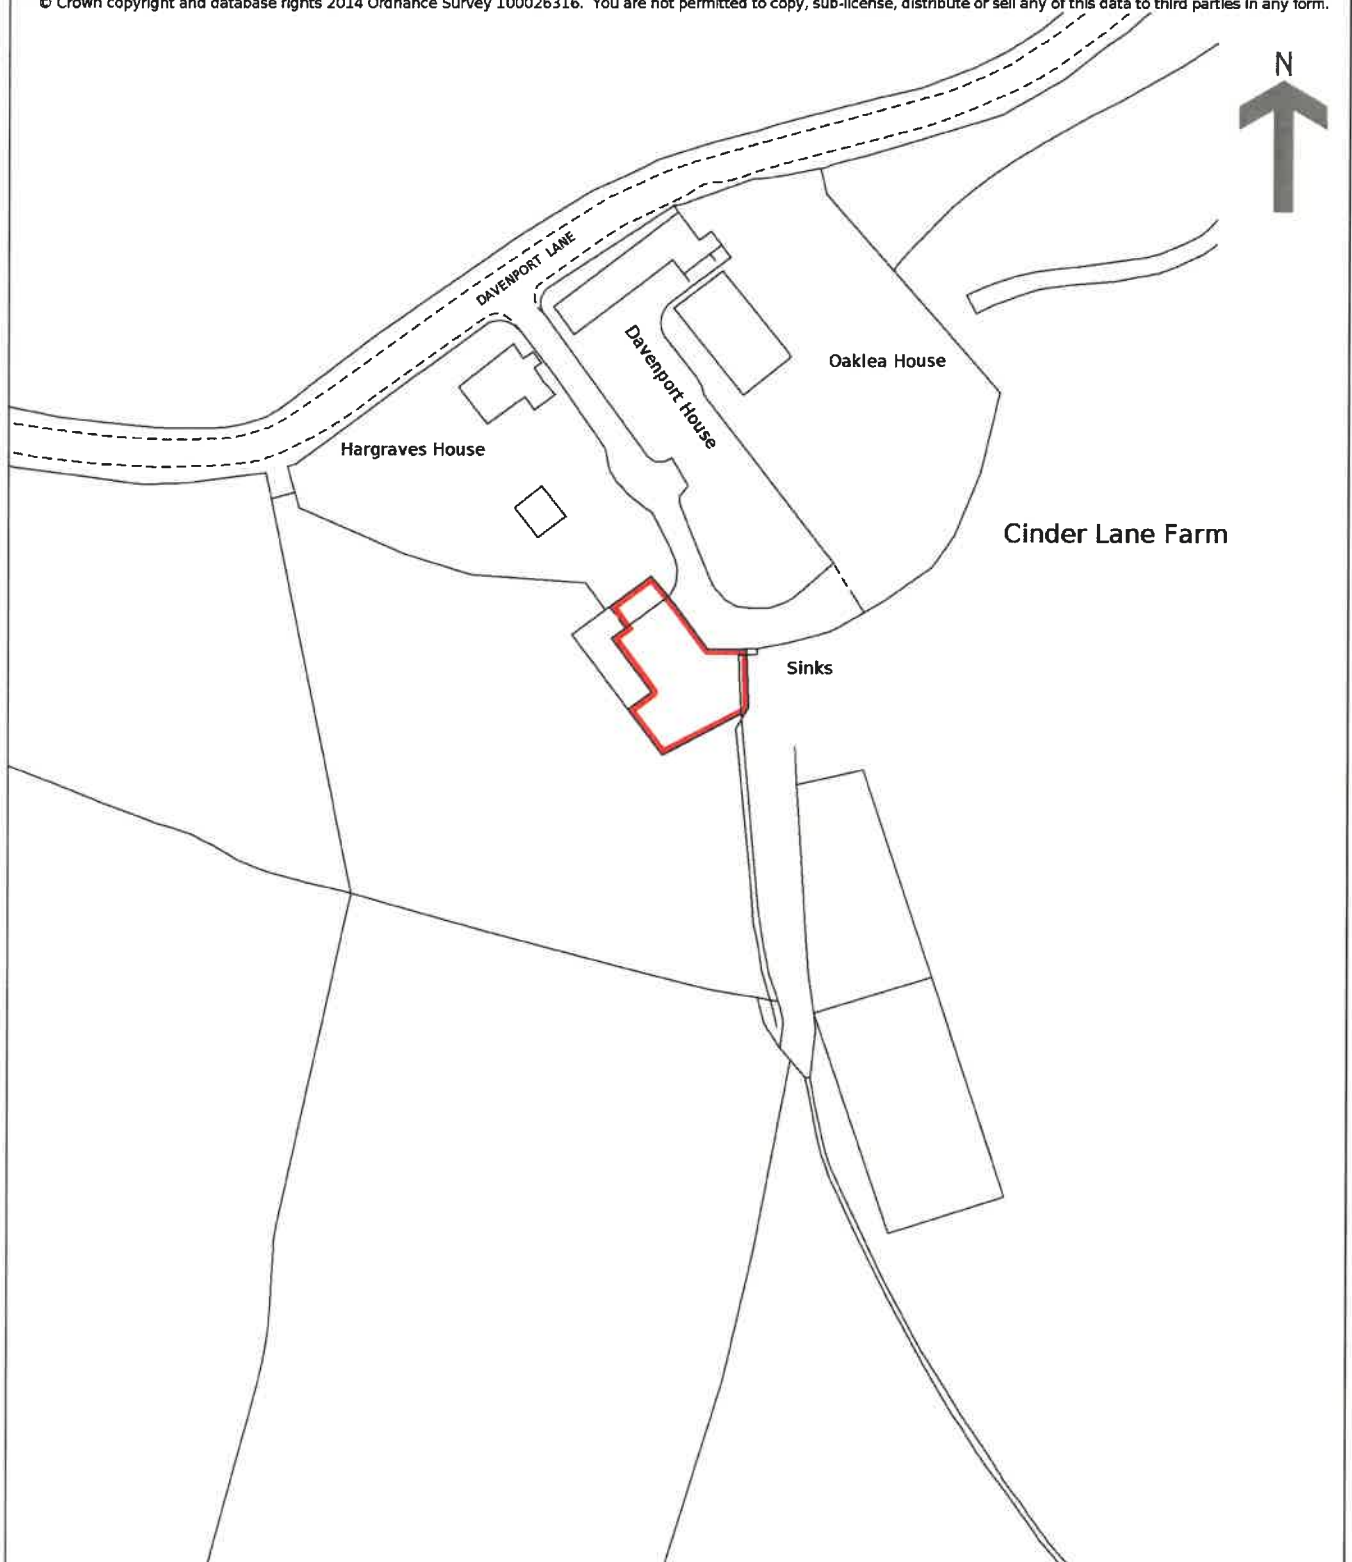 © Crown copyright and database rights 2014 Ordnance Survey 100026316. You are not permitted to copy, sub-license, distribute or sell any of this data to third parties in any form.
N
DAVENPORT LANE
Davenport House
Oaklea House
Hargraves House
Cinder Lane Farm
Sinks